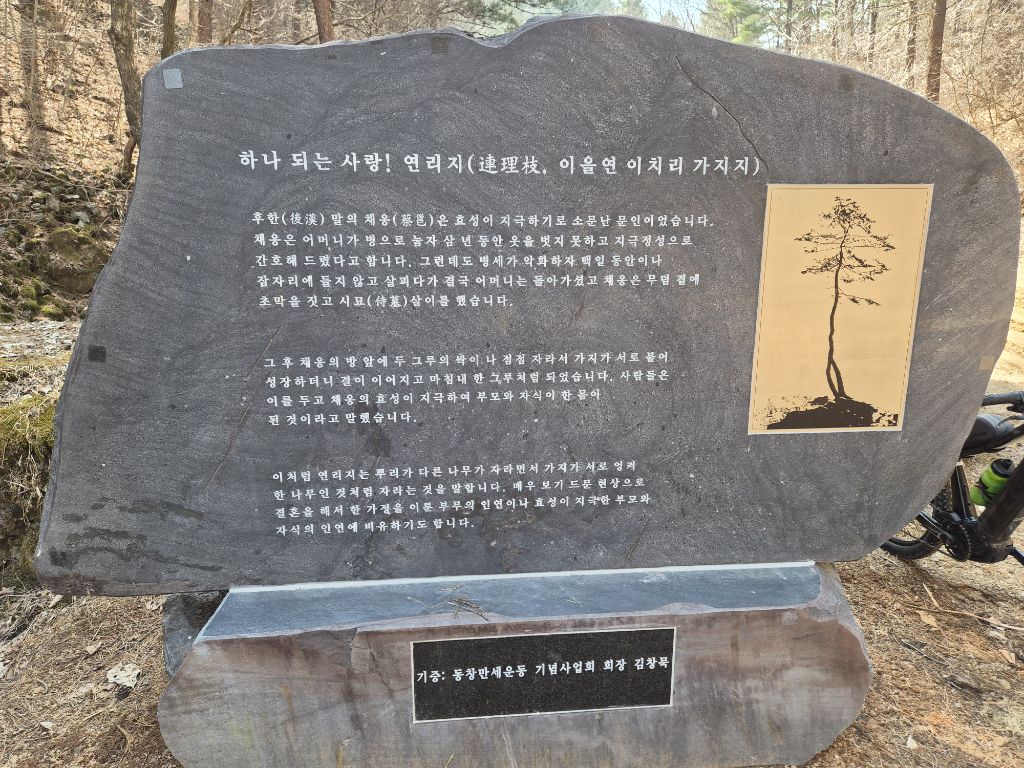 하나 되는 사랑! 연리지(連理枝, 이을연 이치리 가지지)
후한(後漢) 말의 채옹(蔡邕)은 효성이 지극하기로 소문난 문인이었습니다.
채옹은 어머니가 병으로 눕자 삼 년 동안 옷을 벗지 못하고 지극정성으로
간호해 드렸다고 합니다. 그런데도 병세가 악화하자 백일 동안이나
잠자리에 들지 않고 살피다가 결국 어머니는 돌아가셨고 채옹은 무덤 곁에
초막을 짓고 시묘(侍墓)살이를 했습니다.
그 후 채옹의 방 앞에 두 그루의 싹이 나 점점 자라서 가지가 서로 붙어
성장하더니 결이 이어지고 마침내 한 그루처럼 되었습니다. 사람들은
이를 두고 채옹의 효성이 지극하여 부모와 자식이 한 몸이
된 것이라고 말했습니다.
이처럼 연리지는 뿌리가 다른 나무가 자라면서 가지가 서로 엉켜
한 나무인 것처럼 자라는 것을 말합니다. 매우 보기 드문 현상으로
결혼을 해서 한 가정을 이룬 부부의 인연이나 효성이 지극한 부모와
자식의 인연에 비유하기도 합니다.
기증: 동창만세운동 기념사업회 회장 김창묵